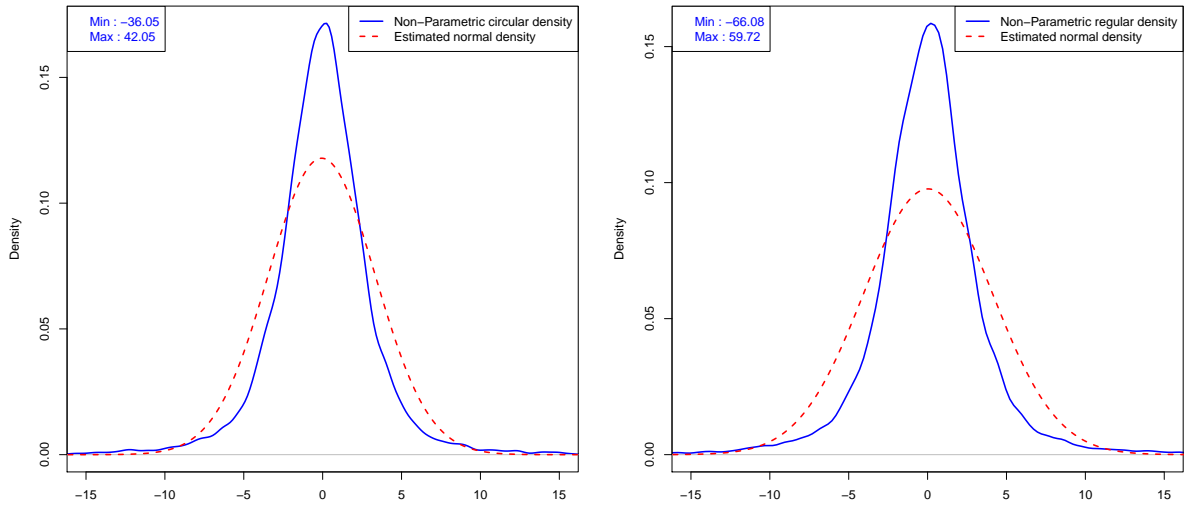 Min : −36.05
Max : 42.05
Non−Parametric circular density
Estimated normal density
Density
0.00
0.05
0.10
0.15
−15
−10
−5
0
5
10
15
Min : −66.08
Max : 59.72
Non−Parametric regular density
Estimated normal density
Density
0.00
0.05
0.10
0.15
−15
−10
−5
0
5
10
15